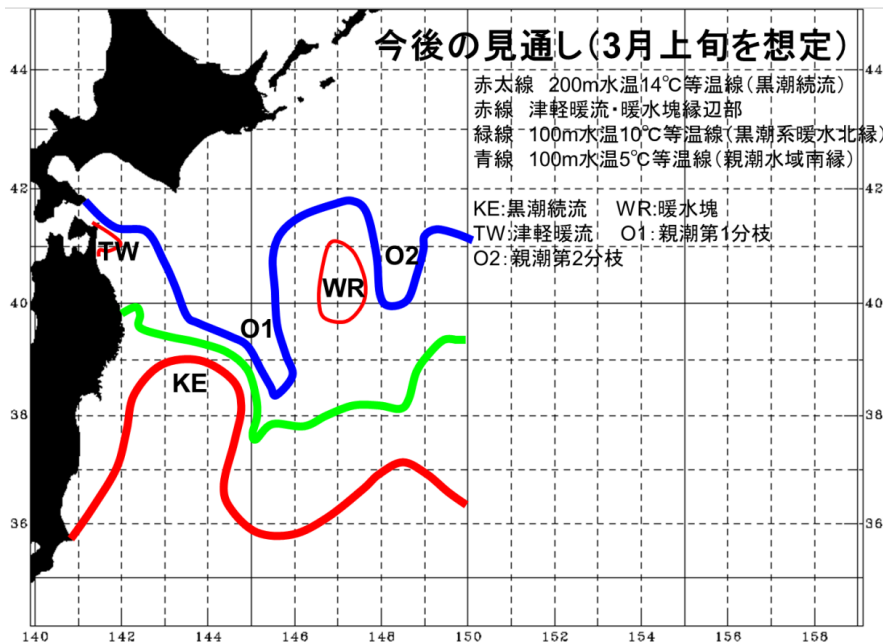 今後の見通し(3月上旬を想定)
赤太線 200m水温14℃等温線(黒潮続流)
赤線 津軽暖流・暖水塊縁辺部
緑線 100m水温10℃等温線(黒潮系暖水北縁)
青線 100m水温5℃等温線(親潮水域南縁)
KE:黒潮続流 WR:暖水塊
TW:津軽暖流 O1:親潮第1分枝
O2:親潮第2分枝
44 44
42 42
TW O2
WR
40 40
O1
KE
38 38
36 36
140 142 144 146 148 150 152 154 156 158